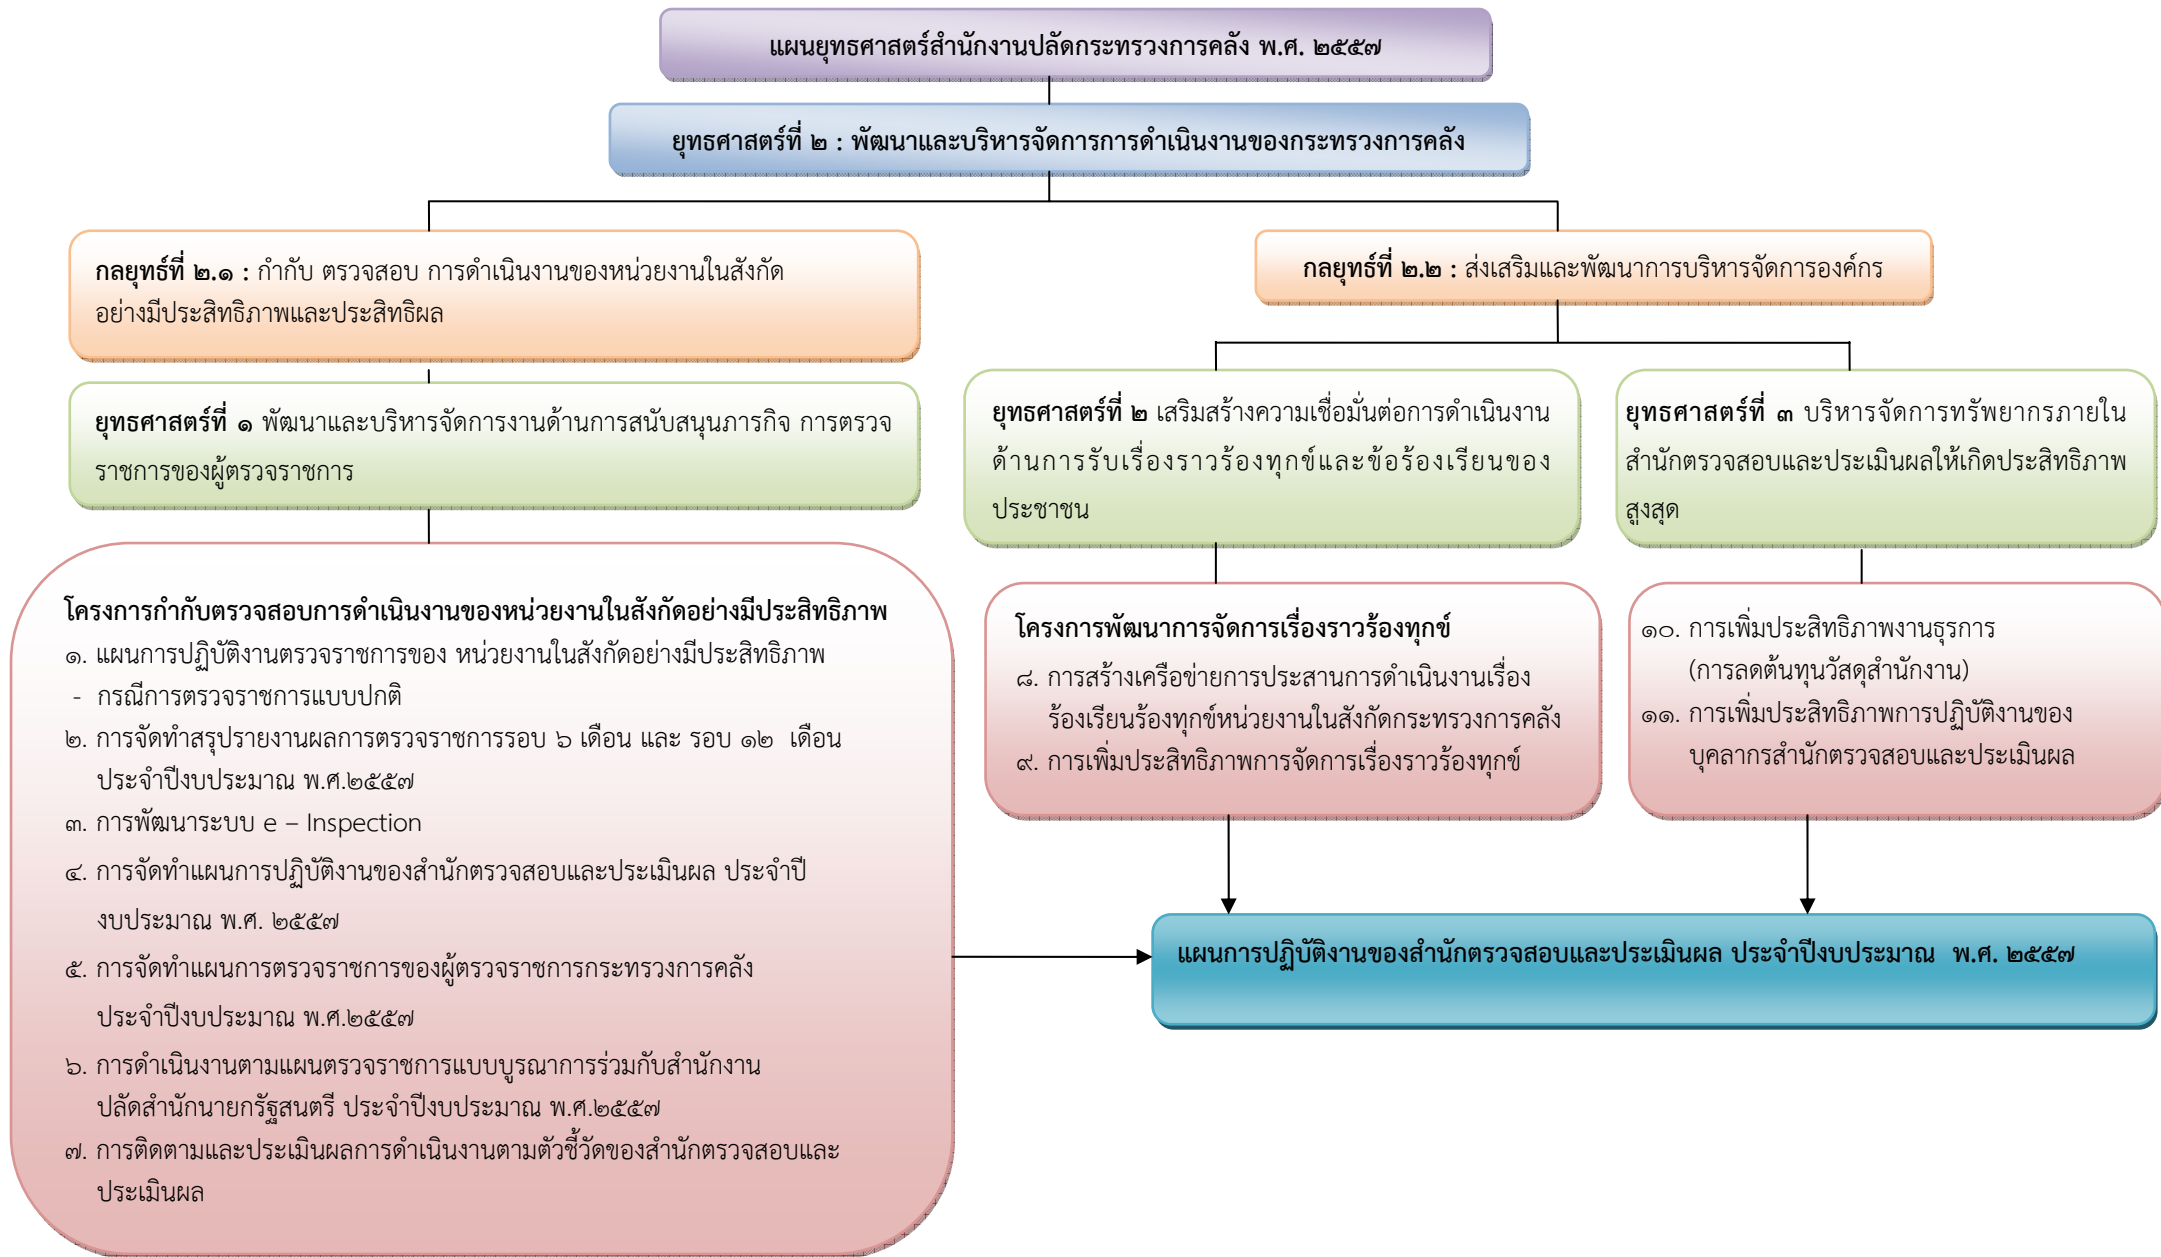 แผนยุทธศาสตร์สำนักงานปลัดกระทรวงการคลัง พ.ศ. ๒๕๕๗
ยุทธศาสตร์ที่ ๒ : พัฒนาและบริหารจัดการการดำเนินงานของกระทรวงการคลัง
กลยุทธ์ที่ ๒.๑ : กำกับ ตรวจสอบ การดำเนินงานของหน่วยงานในสังกัด
อย่างมีประสิทธิภาพและประสิทธิผล
กลยุทธ์ที่ ๒.๒ : ส่งเสริมและพัฒนาการบริหารจัดการองค์กร
ยุทธศาสตร์ที่ ๑ พัฒนาและบริหารจัดการงานด้านการสนับสนุนภารกิจ การตรวจ
ราชการของผู้ตรวจราชการ
ยุทธศาสตร์ที่ ๒ เสริมสร้างความเชื่อมั่นต่อการดำเนินงาน
ด้านการรับเรื่องราวร้องทุกข์และข้อร้องเรียนของ
ประชาชน
ยุทธศาสตร์ที่ ๓ บริหารจัดการทรัพยากรภายใน
สำนักตรวจสอบและประเมินผลให้เกิดประสิทธิภาพ
สูงสุด
โครงการกำกับตรวจสอบการดำเนินงานของหน่วยงานในสังกัดอย่างมีประสิทธิภาพ
๑. แผนการปฏิบัติงานตรวจราชการของ หน่วยงานในสังกัดอย่างมีประสิทธิภาพ
- กรณีการตรวจราชการแบบปกติ
๒. การจัดทำสรุปรายงานผลการตรวจราชการรอบ ๖ เดือน และ รอบ ๑๒ เดือน
ประจำปีงบประมาณ พ.ศ.๒๕๕๗
๓. การพัฒนาระบบ e – Inspection
๔. การจัดทำแผนการปฏิบัติงานของสำนักตรวจสอบและประเมินผล ประจำปี
งบประมาณ พ.ศ. ๒๕๕๗
๕. การจัดทำแผนการตรวจราชการของผู้ตรวจราชการกระทรวงการคลัง
ประจำปีงบประมาณ พ.ศ.๒๕๕๗
๖. การดำเนินงานตามแผนตรวจราชการแบบบูรณาการร่วมกับสำนักงาน
ปลัดสำนักนายกรัฐสนตรี ประจำปีงบประมาณ พ.ศ.๒๕๕๗
๗. การติดตามและประเมินผลการดำเนินงานตามตัวชี้วัดของสำนักตรวจสอบและ
ประเมินผล
โครงการพัฒนาการจัดการเรื่องราวร้องทุกข์
๘. การสร้างเครือข่ายการประสานการดำเนินงานเรื่อง
ร้องเรียนร้องทุกข์หน่วยงานในสังกัดกระทรวงการคลัง
๙. การเพิ่มประสิทธิภาพการจัดการเรื่องราวร้องทุกข์
๑๐. การเพิ่มประสิทธิภาพงานธุรการ
(การลดต้นทุนวัสดุสำนักงาน)
๑๑. การเพิ่มประสิทธิภาพการปฏิบัติงานของ
บุคลากรสำนักตรวจสอบและประเมินผล
แผนการปฏิบัติงานของสำนักตรวจสอบและประเมินผล ประจำปีงบประมาณ พ.ศ. ๒๕๕๗